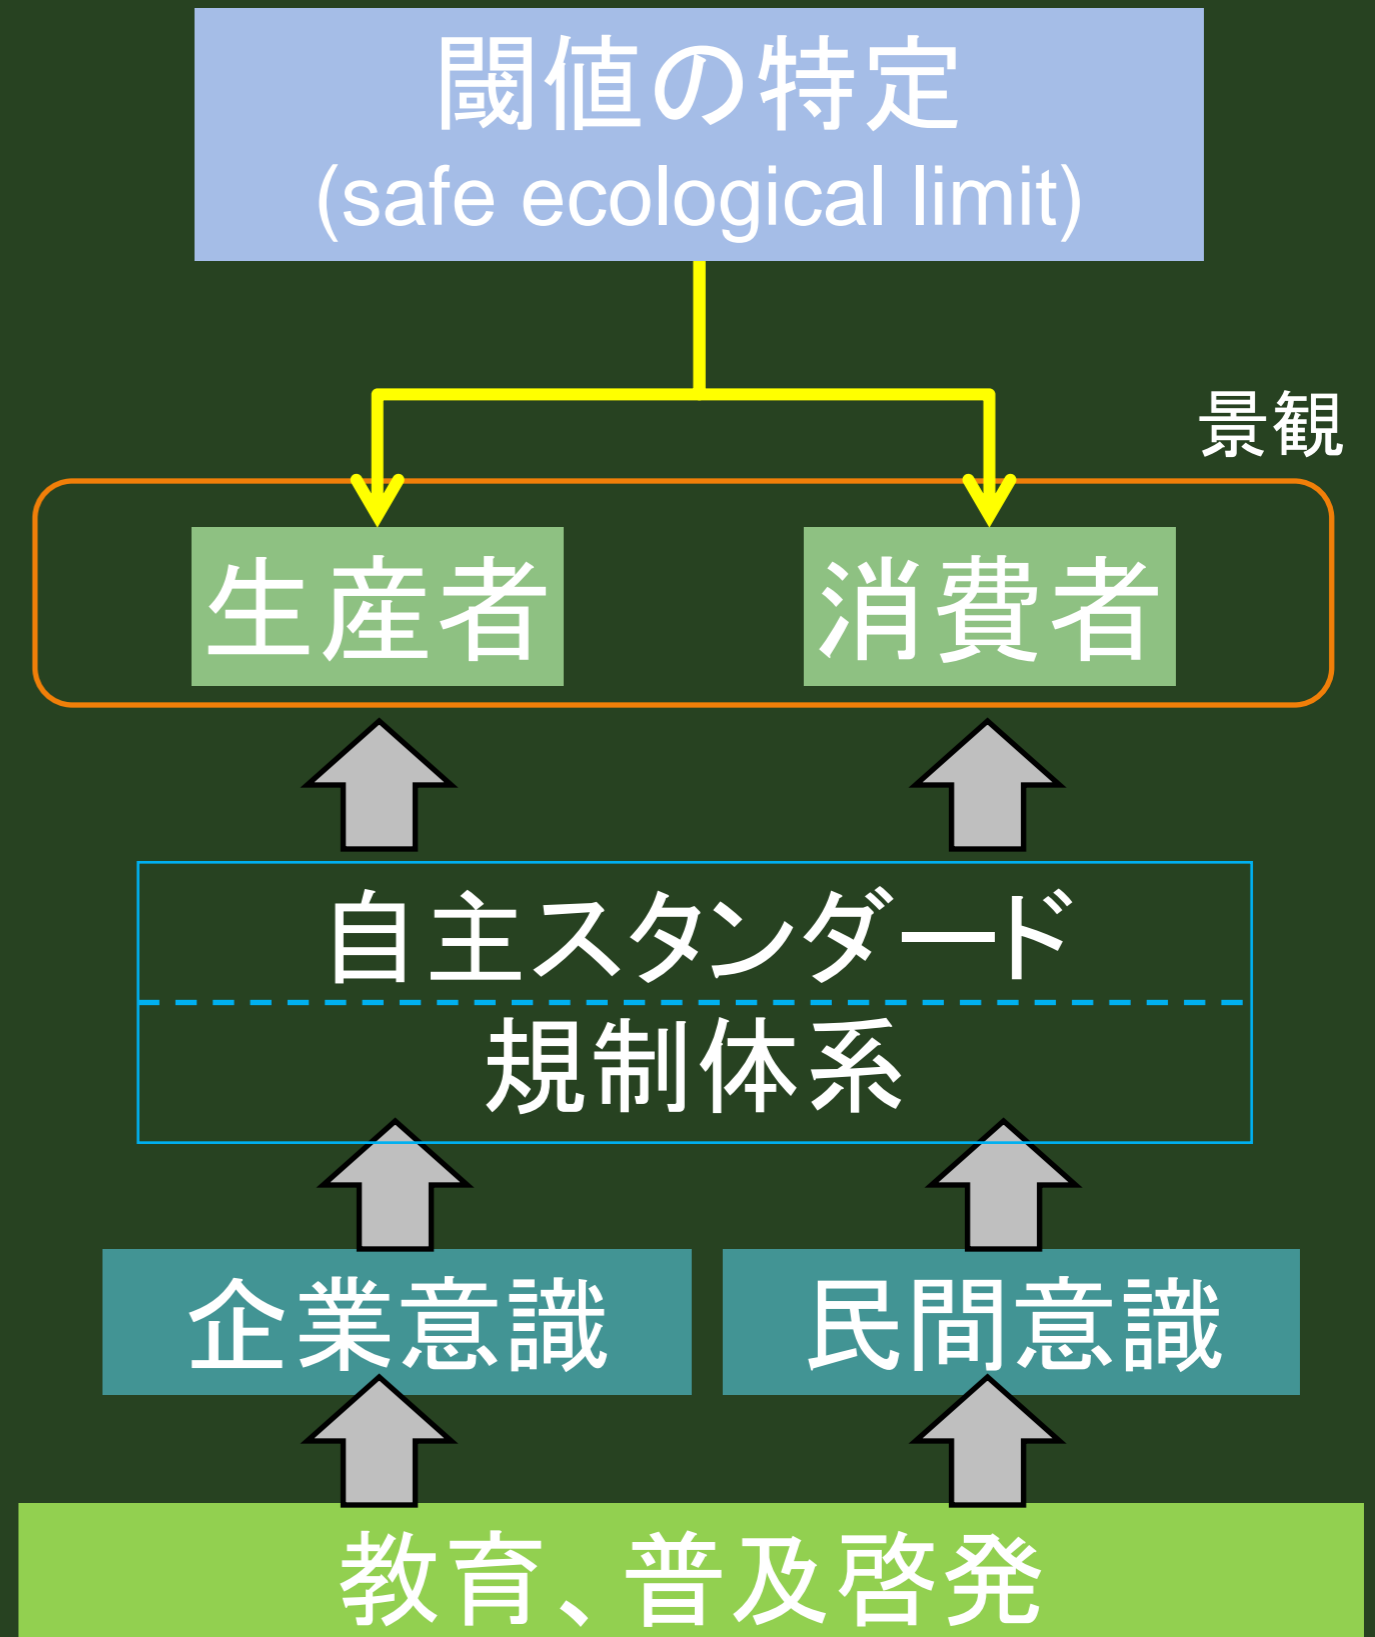 閾値の特定
(safe ecological limit)
景観
生産者
消費者
自主スタンダード
規制体系
企業意識
民間意識
教育、普及啓発